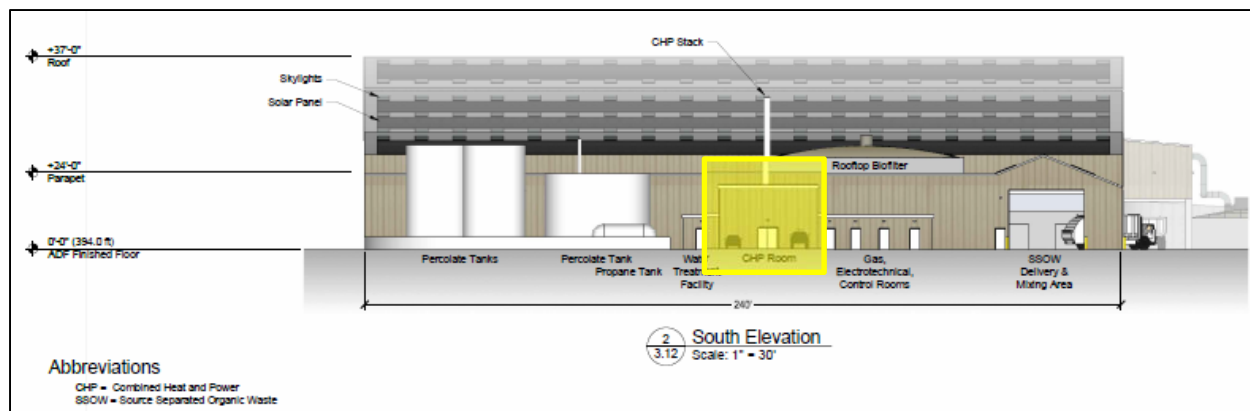 CHP Stack
+37'-0"
Roof
Skylights
Solar Panel
Rooftop Biofilter
+24'-0"
Parapet
0'-0" (394.0 ft)
ADF Finished Floor
Percolate Tanks
Percolate Tank
Propane Tank
Water
Treatment
Facility
CHP Room
Gas,
Electrotechnical,
Control Rooms
SSOW
Delivery &
Mixing Area
240'
2
3.12
South Elevation
Scale: 1" = 30'
Abbreviations
CHP = Combined Heat and Power
SSOW = Source Separated Organic Waste